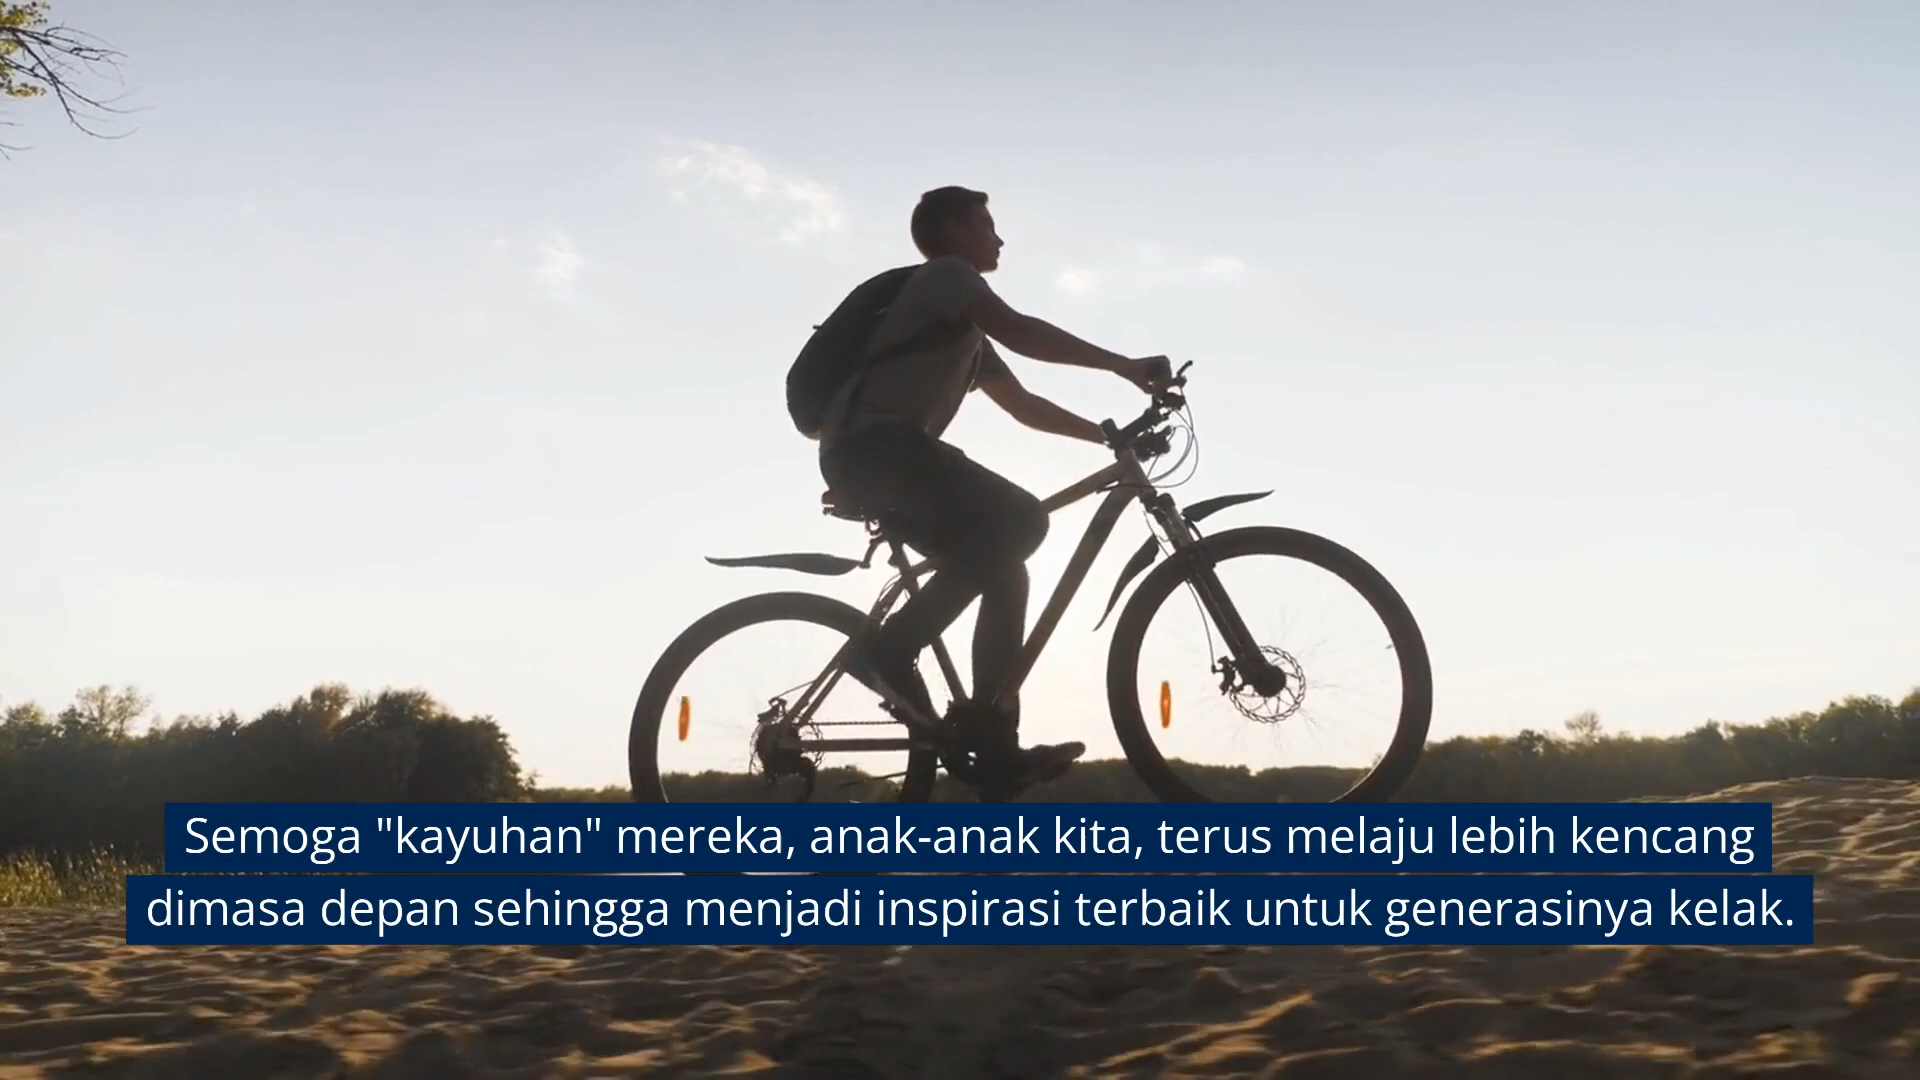 Semoga "kayuhan" mereka, anak-anak kita, terus melaju lebih kencang
dimasa depan sehingga menjadi inspirasi terbaik untuk generasinya kelak.